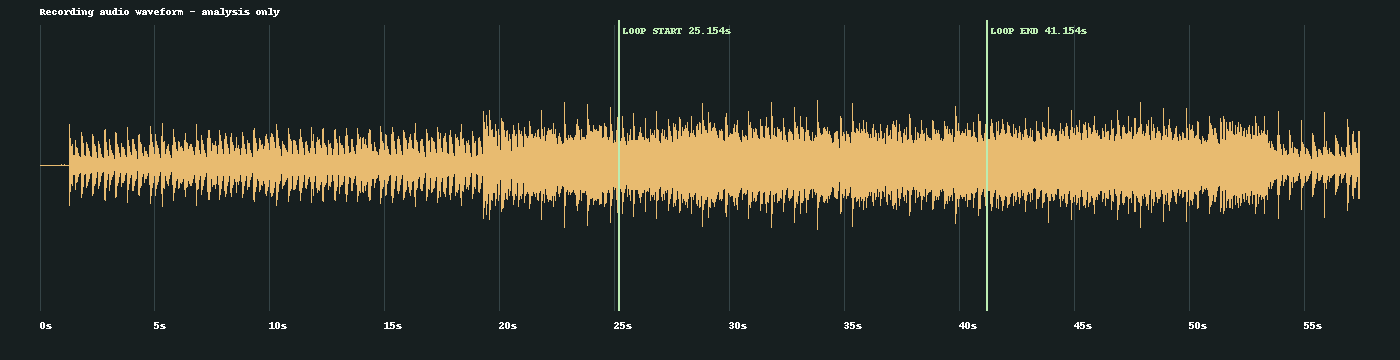 Recording audio waveform - analysis only
LOOP START 25.154s
LOOP END 41.154s
0s
5s
10s
15s
20s
25s
30s
35s
40s
45s
50s
55s